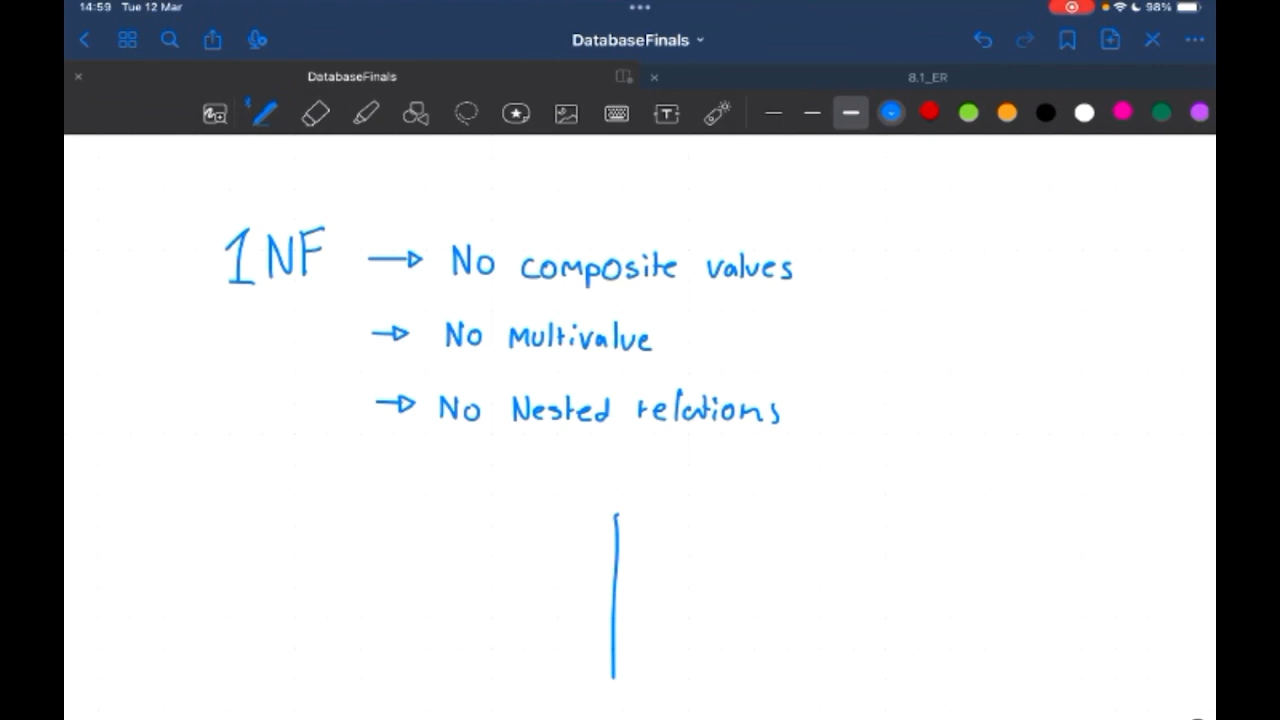 14:59 Tue 12 Mar 98%
DatabaseFinals
DatabaseFinals 8.1_ER
T
1NF → No composite values
→ No Multivalue
→ No Nested relations